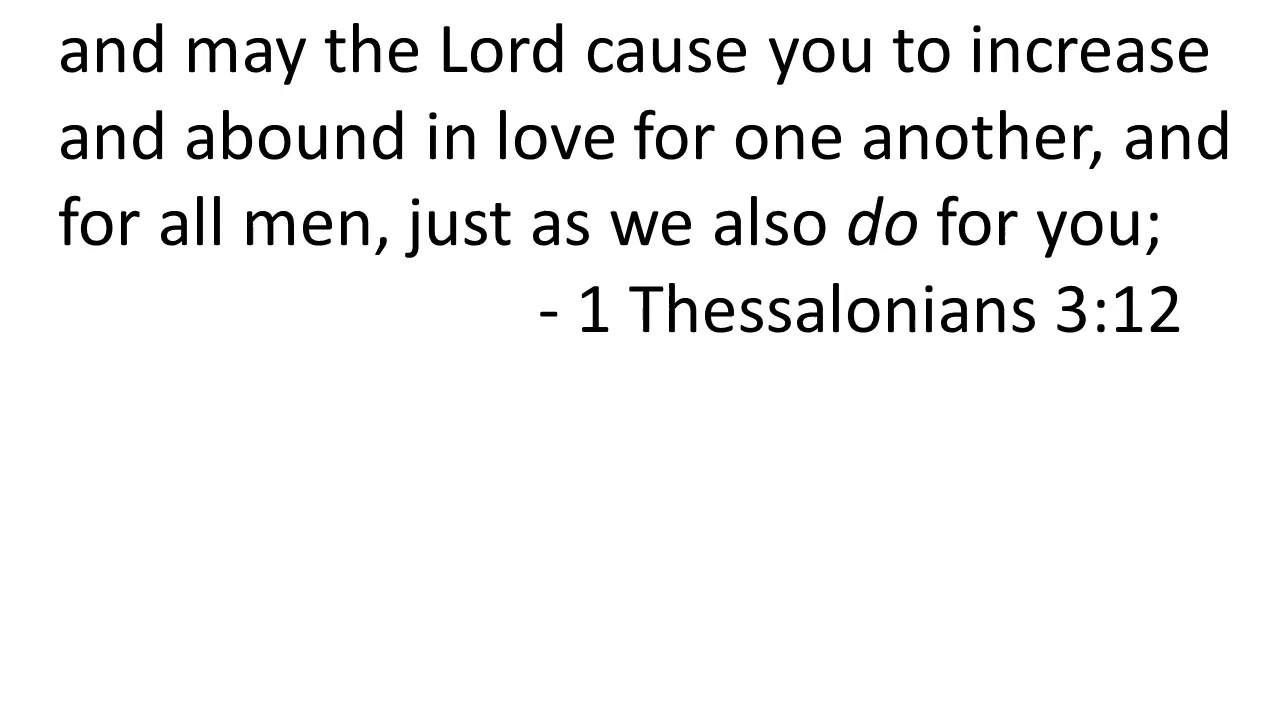 and may the Lord cause you to increase
and abound in love for one another, and
for all men, just as we also do for you;
- 1 Thessalonians 3:12